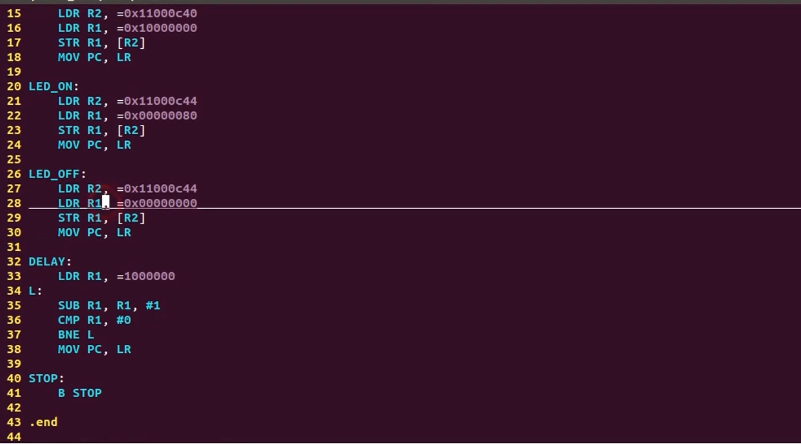 15 LDR R2, =0x11000c40
16 LDR R1, =0x10000000
17 STR R1, [R2]
18 MOV PC, LR
19
20 LED_ON:
21 LDR R2, =0x11000c44
22 LDR R1, =0x00000080
23 STR R1, [R2]
24 MOV PC, LR
25
26 LED_OFF:
27 LDR R2, =0x11000c44
28 LDR R1, =0x00000000
29 STR R1, [R2]
30 MOV PC, LR
31
32 DELAY:
33 LDR R1, =1000000
34 L:
35 SUB R1, R1, #1
36 CMP R1, #0
37 BNE L
38 MOV PC, LR
39
40 STOP:
41 B STOP
42
43 .end
44